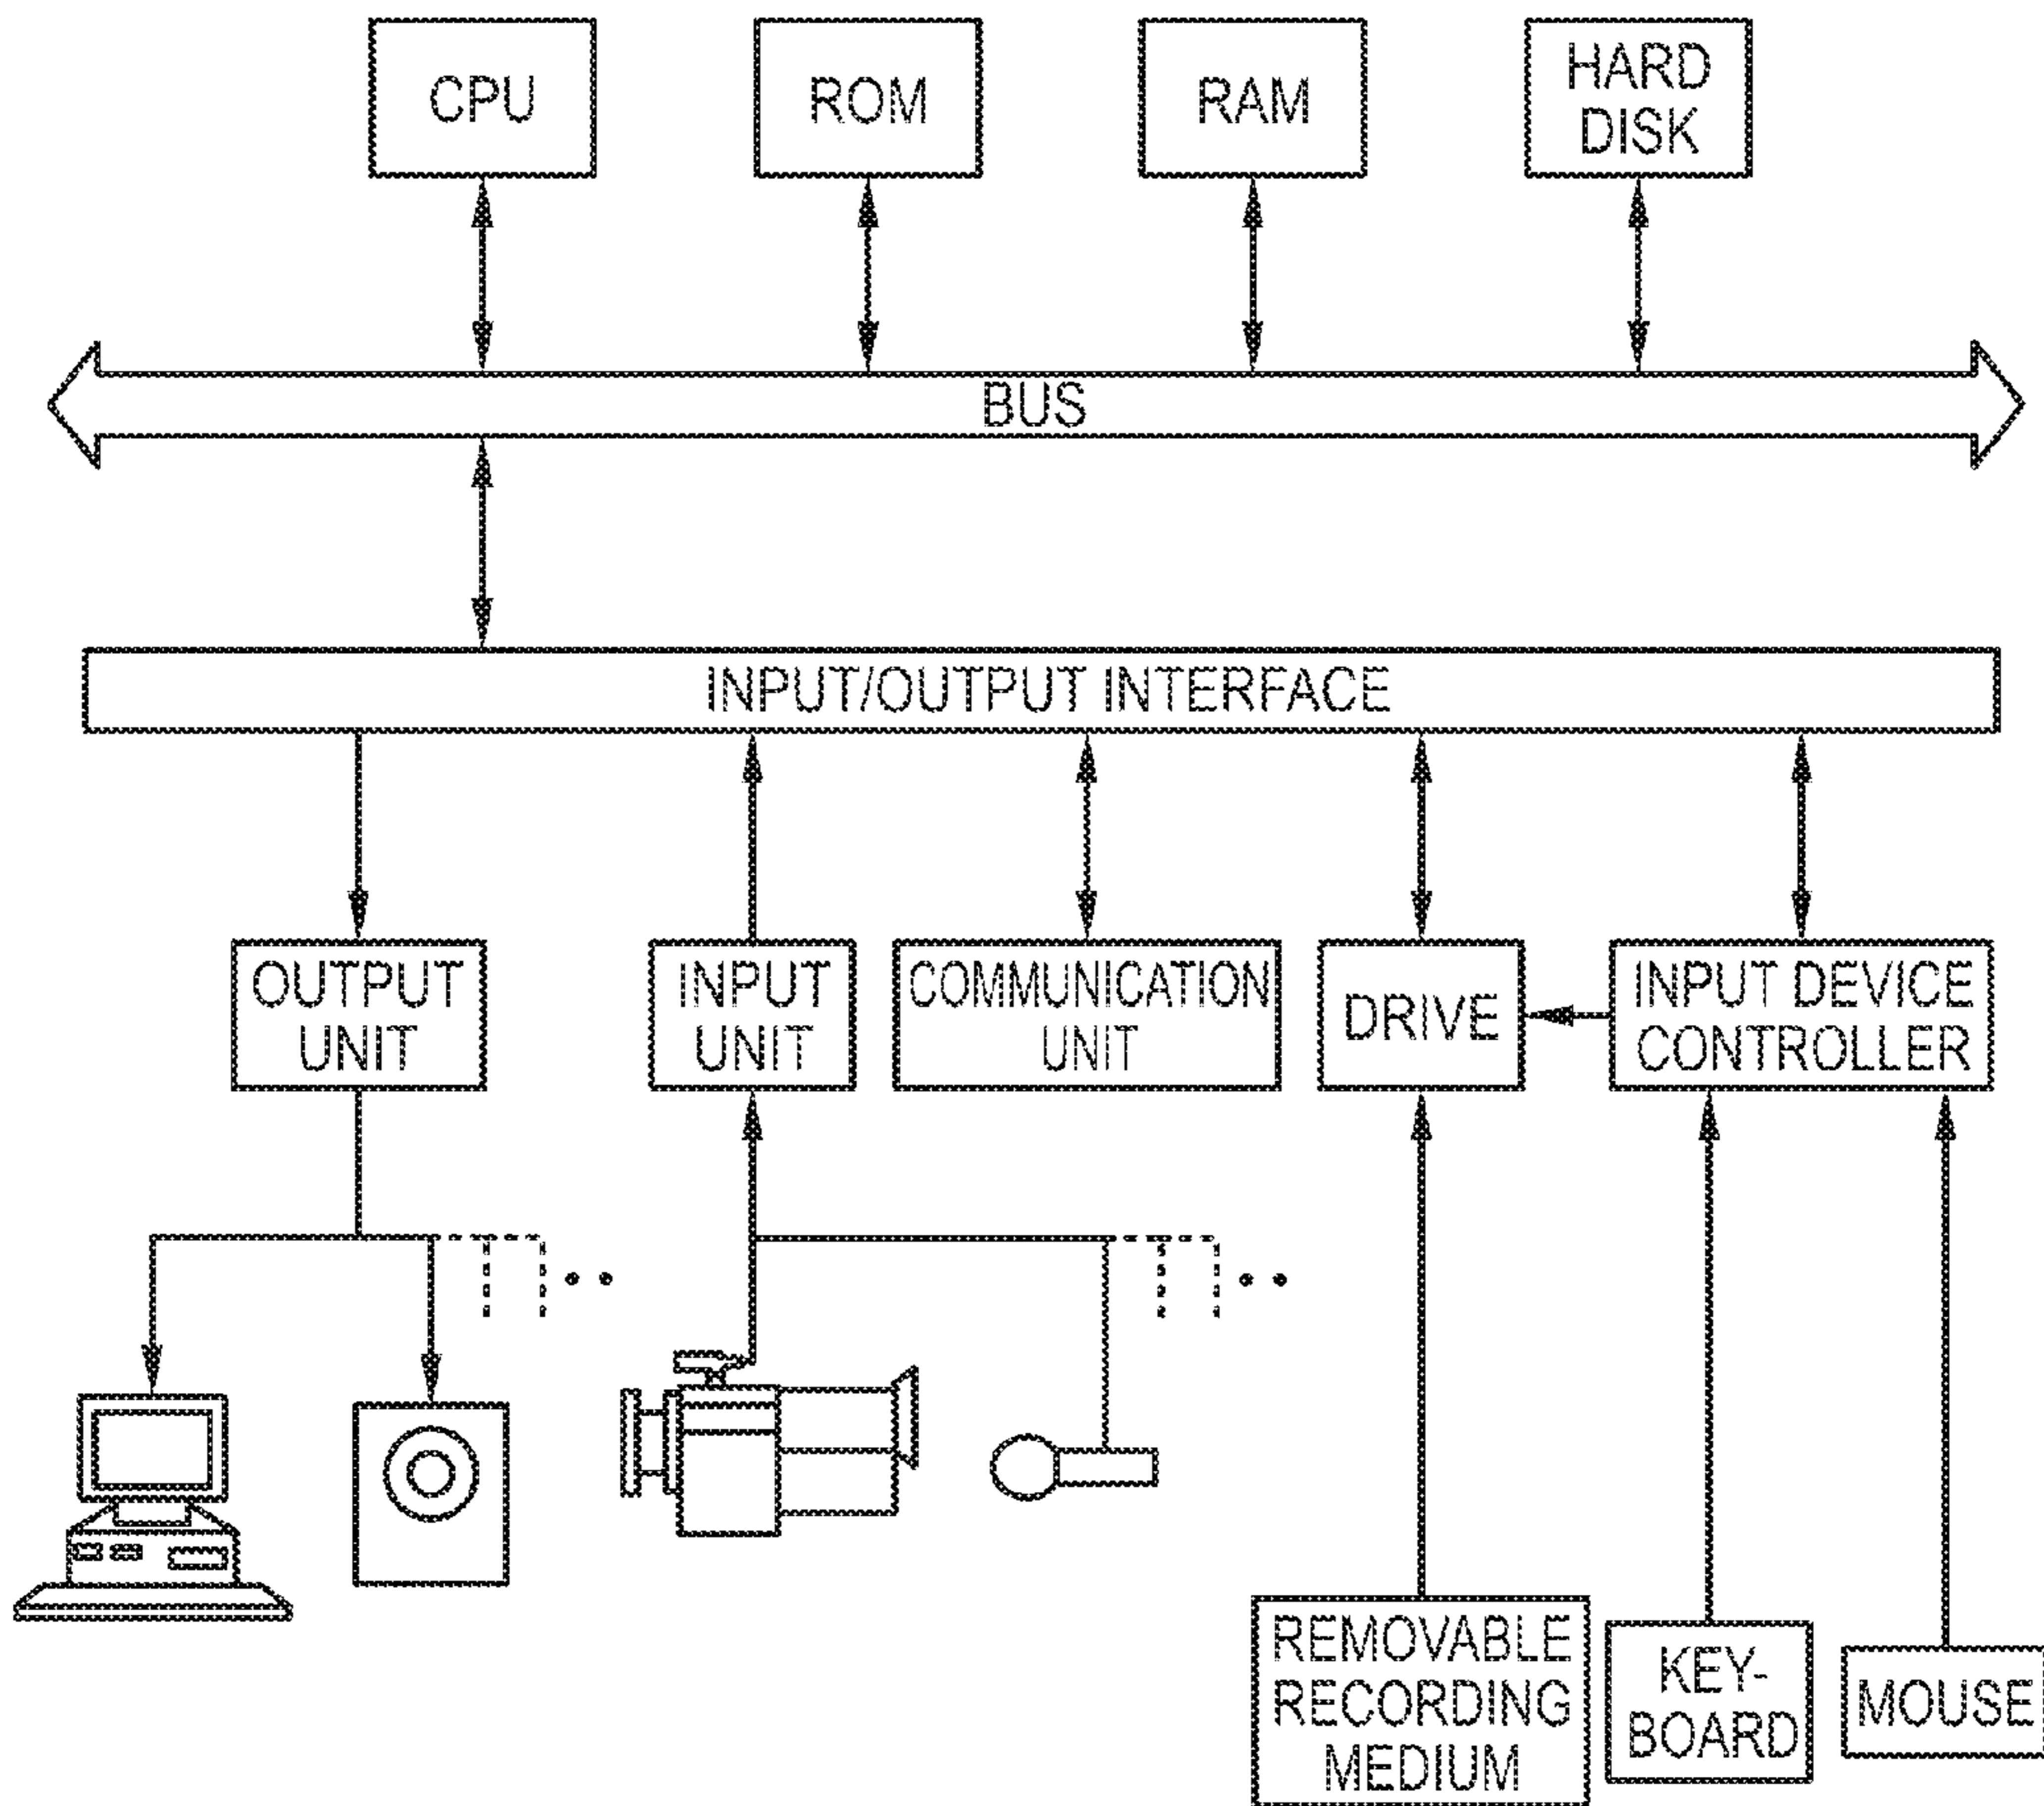 CPU
ROM
RAM
HARD
DISK
BUS
INPUT/OUTPUT INTERFACE
OUTPUT
UNIT
INPUT
UNIT
COMMUNICATION
UNIT
DRIVE
INPUT DEVICE
CONTROLLER
REMOVABLE
RECORDING
MEDIUM
KEY-
BOARD
MOUSE